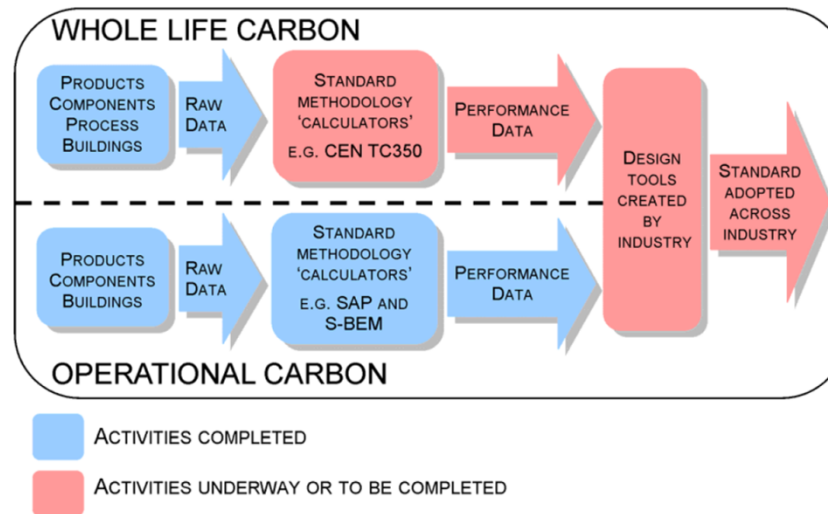 WHOLE LIFE CARBON
PRODUCTS
COMPONENTS
PROCESS
BUILDINGS
RAW
DATA
STANDARD
METHODOLOGY
'CALCULATORS'
E.G. CEN TC350
PERFORMANCE
DATA
DESIGN
TOOLS
CREATED
BY
INDUSTRY
STANDARD
ADOPTED
ACROSS
INDUSTRY
PRODUCTS
COMPONENTS
BUILDINGS
RAW
DATA
STANDARD
METHODOLOGY
'CALCULATORS'
E.G. SAP AND
S-BEM
PERFORMANCE
DATA
OPERATIONAL CARBON
ACTIVITIES COMPLETED
ACTIVITIES UNDERWAY OR TO BE COMPLETED